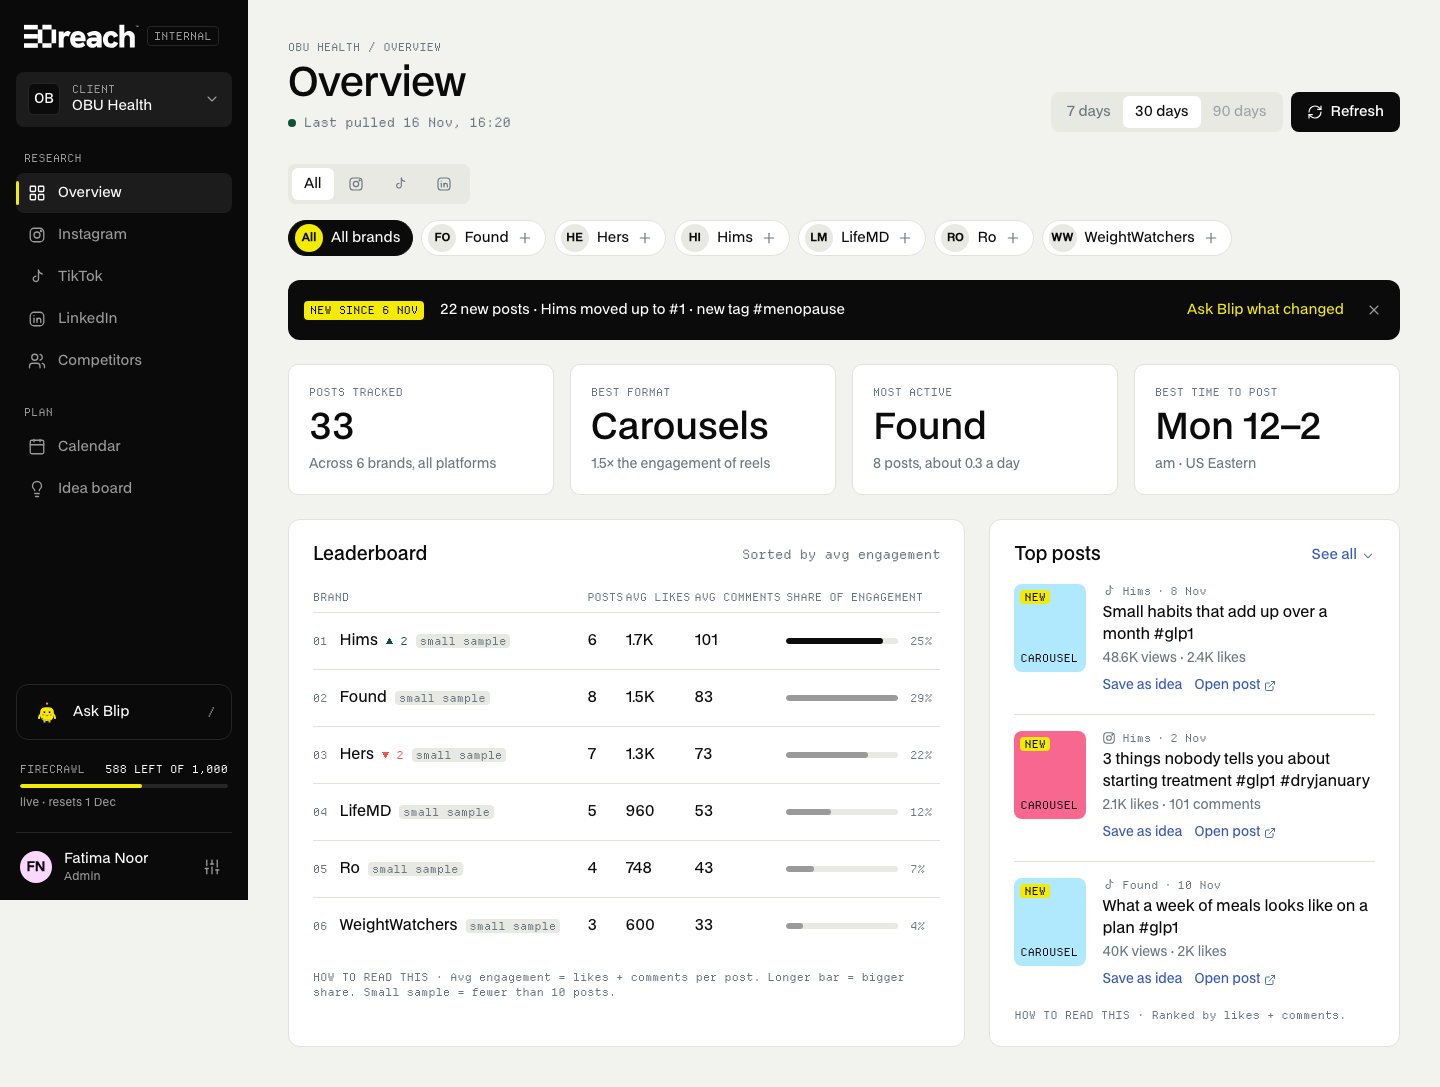 reach INTERNAL
CLIENT
OB OBU Health
RESEARCH
Overview
Instagram
TikTok
LinkedIn
Competitors
PLAN
Calendar
Idea board
Ask Blip /
FIRECRAWL 588 LEFT OF 1,000
live · resets 1 Dec
FN Fatima Noor
Admin
OBU HEALTH / OVERVIEW
Overview
Last pulled 16 Nov, 16:20
7 days 30 days 90 days Refresh
All
All All brands FO Found HE Hers HI Hims LM LifeMD RO Ro WW WeightWatchers
NEW SINCE 6 NOV 22 new posts · Hims moved up to #1 · new tag #menopause Ask Blip what changed
POSTS TRACKED
33
Across 6 brands, all platforms
BEST FORMAT
Carousels
1.5× the engagement of reels
MOST ACTIVE
Found
8 posts, about 0.3 a day
BEST TIME TO POST
Mon 12–2
am · US Eastern
Leaderboard Sorted by avg engagement
BRAND POSTS AVG LIKES AVG COMMENTS SHARE OF ENGAGEMENT
01 Hims ▲ 2 small sample 6 1.7K 101 25%
02 Found small sample 8 1.5K 83 29%
03 Hers ▼ 2 small sample 7 1.3K 73 22%
04 LifeMD small sample 5 960 53 12%
05 Ro small sample 4 748 43 7%
06 WeightWatchers small sample 3 600 33 4%
HOW TO READ THIS · Avg engagement = likes + comments per post. Longer bar = bigger
share. Small sample = fewer than 10 posts.
Top posts See all
NEW
CAROUSEL
Hims · 8 Nov
Small habits that add up over a
month #glp1
48.6K views · 2.4K likes
Save as idea Open post
NEW
CAROUSEL
Hims · 2 Nov
3 things nobody tells you about
starting treatment #glp1 #dryjanuary
2.1K likes · 101 comments
Save as idea Open post
NEW
CAROUSEL
Found · 10 Nov
What a week of meals looks like on a
plan #glp1
40K views · 2K likes
Save as idea Open post
HOW TO READ THIS · Ranked by likes + comments.